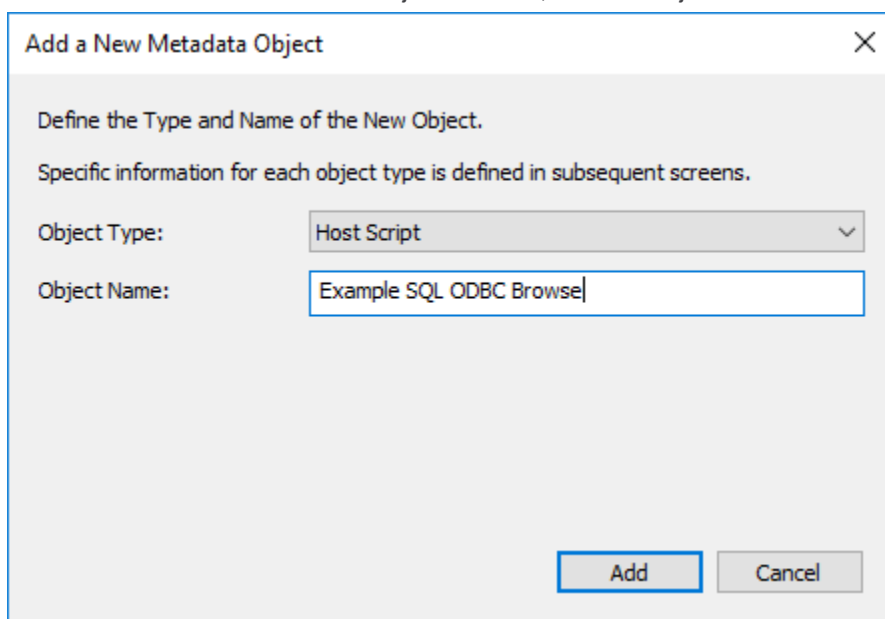 Add a New Metadata Object
Define the Type and Name of the New Object.
Specific information for each object type is defined in subsequent screens.
Object Type: Host Script
Object Name: Example SQL ODBC Browse
Add Cancel